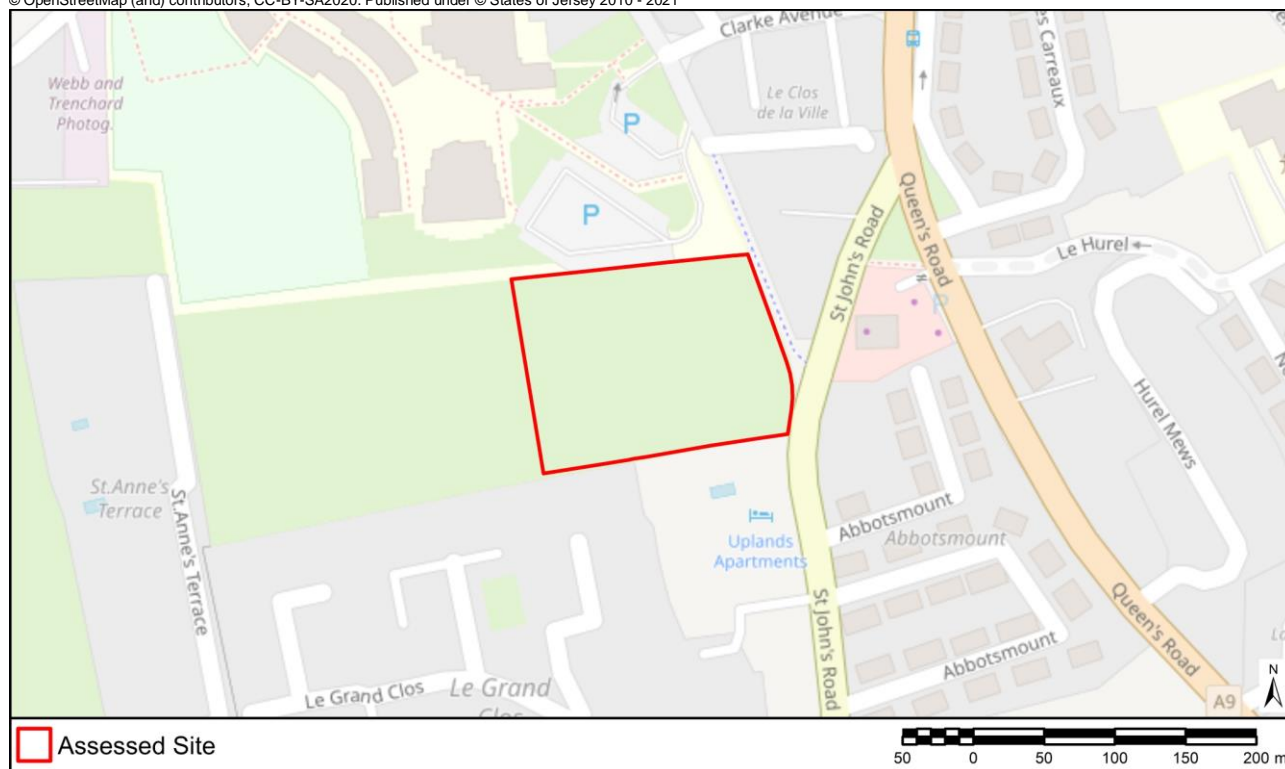 © OpenStreetMap (and) contributors, CC-BY-SA2020. Published under © States of Jersey 2010 - 2021
Clarke Avenue
es Carreaux
Webb and
Trenchard
Photog.
Le Clos
de la Ville
P
P
Queen's Road
St John's Road
Le Hurel
P
Hurel Mews
St.Anne's
Terrace
St.Anne's Terrace
Uplands
Apartments
Abbotsmount
Abbotsmount
St John's Road
Queen's Road
Abbotsmount
Le Grand Clos
Le Grand
Clos
A9
N
Assessed Site
50 0 50 100 150 200 m